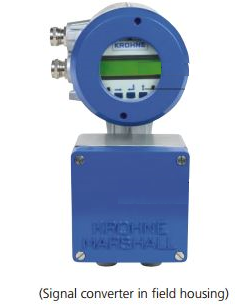 KROHNE
KROHNE
MARSHALL
(Signal converter in field housing)